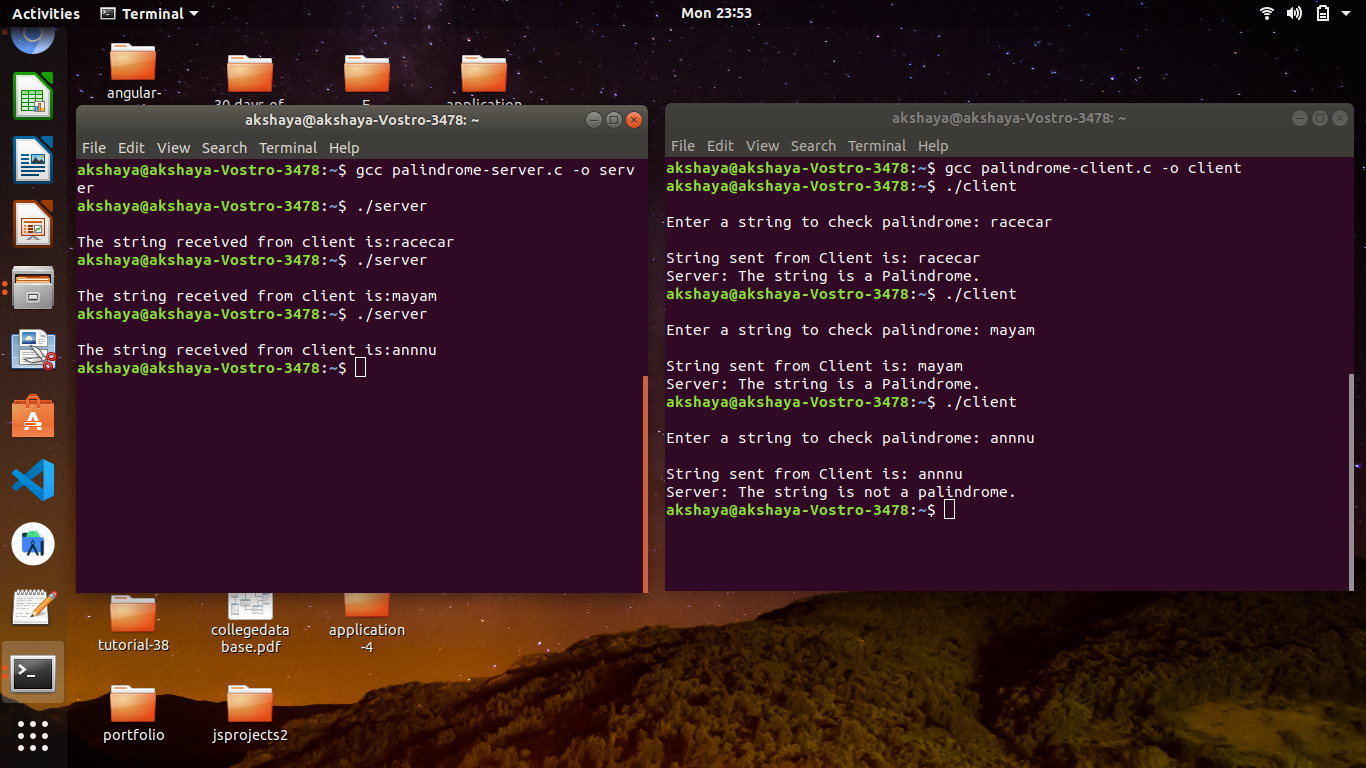 Activities
Terminal
Mon 23:53
angular-
30 days of
application
akshaya@akshaya-Vostro-3478: ~
File Edit View Search Terminal Help
akshaya@akshaya-Vostro-3478:~$ gcc palindrome-server.c -o serv
er
akshaya@akshaya-Vostro-3478:~$ ./server
The string received from client is:racecar
akshaya@akshaya-Vostro-3478:~$ ./server
The string received from client is:mayam
akshaya@akshaya-Vostro-3478:~$ ./server
The string received from client is:annnu
akshaya@akshaya-Vostro-3478:~$
akshaya@akshaya-Vostro-3478: ~
File Edit View Search Terminal Help
akshaya@akshaya-Vostro-3478:~$ gcc palindrome-client.c -o client
akshaya@akshaya-Vostro-3478:~$ ./client
Enter a string to check palindrome: racecar
String sent from Client is: racecar
Server: The string is a Palindrome.
akshaya@akshaya-Vostro-3478:~$ ./client
Enter a string to check palindrome: mayam
String sent from Client is: mayam
Server: The string is a Palindrome.
akshaya@akshaya-Vostro-3478:~$ ./client
Enter a string to check palindrome: annnu
String sent from Client is: annnu
Server: The string is not a palindrome.
akshaya@akshaya-Vostro-3478:~$
tutorial-38
collegedata
base.pdf
application
-4
portfolio
jsprojects2